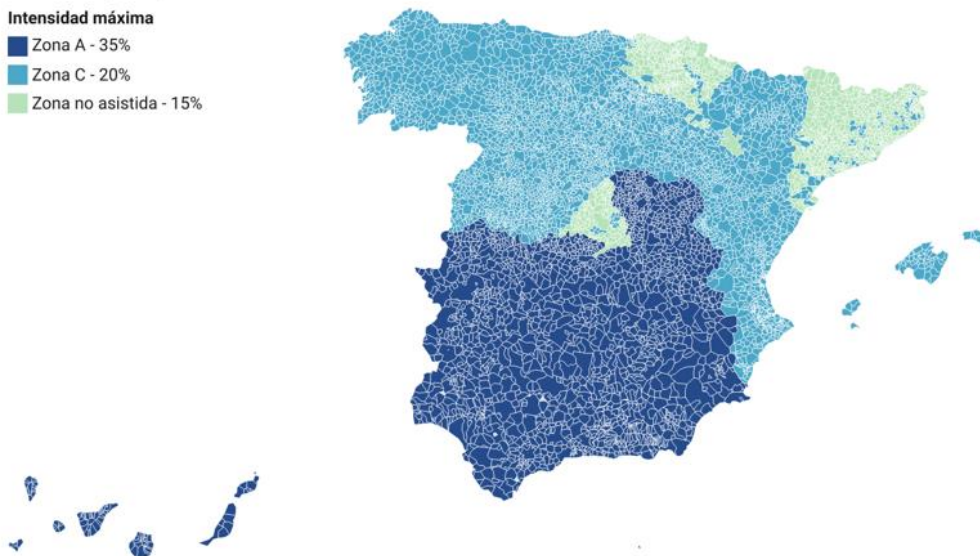 Intensidad máxima
Zona A - 35%
Zona C - 20%
Zona no asistida - 15%